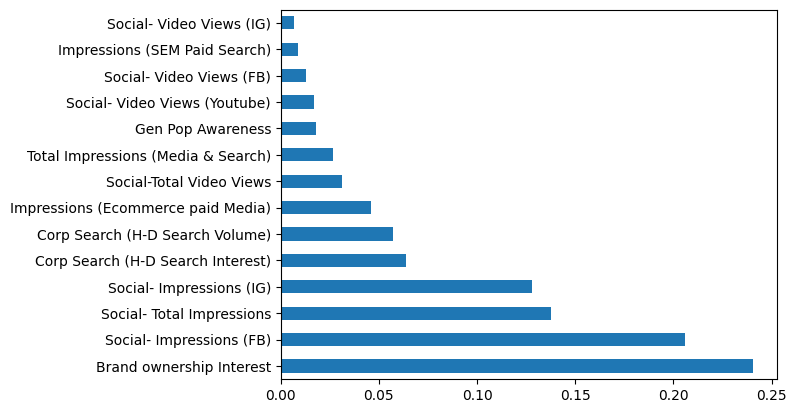 Social- Video Views (IG)
Impressions (SEM Paid Search)
Social- Video Views (FB)
Social- Video Views (Youtube)
Gen Pop Awareness
Total Impressions (Media & Search)
Social-Total Video Views
Impressions (Ecommerce paid Media)
Corp Search (H-D Search Volume)
Corp Search (H-D Search Interest)
Social- Impressions (IG)
Social- Total Impressions
Social- Impressions (FB)
Brand ownership Interest
0.00 0.05 0.10 0.15 0.20 0.25